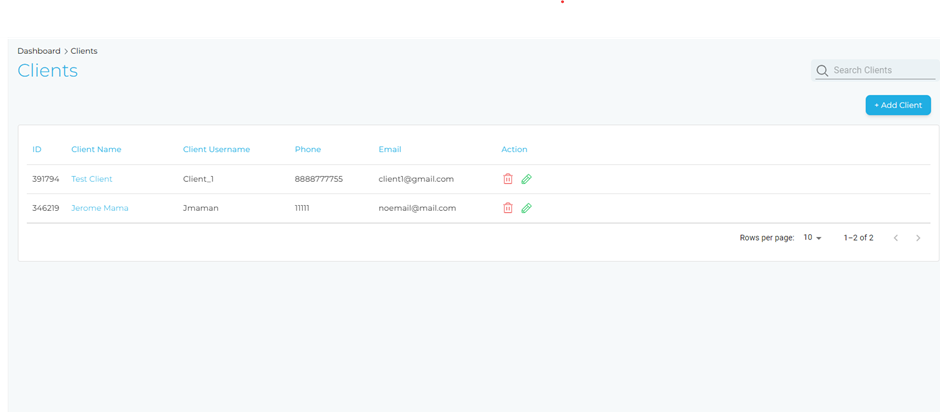 Dashboard > Clients
Clients
Search Clients
+ Add Client
ID Client Name Client Username Phone Email Action
391794 Test Client Client_1 8888777755 client1@gmail.com
346219 Jerome Mama Jmaman 11111 noemail@mail.com
Rows per page: 10 1–2 of 2